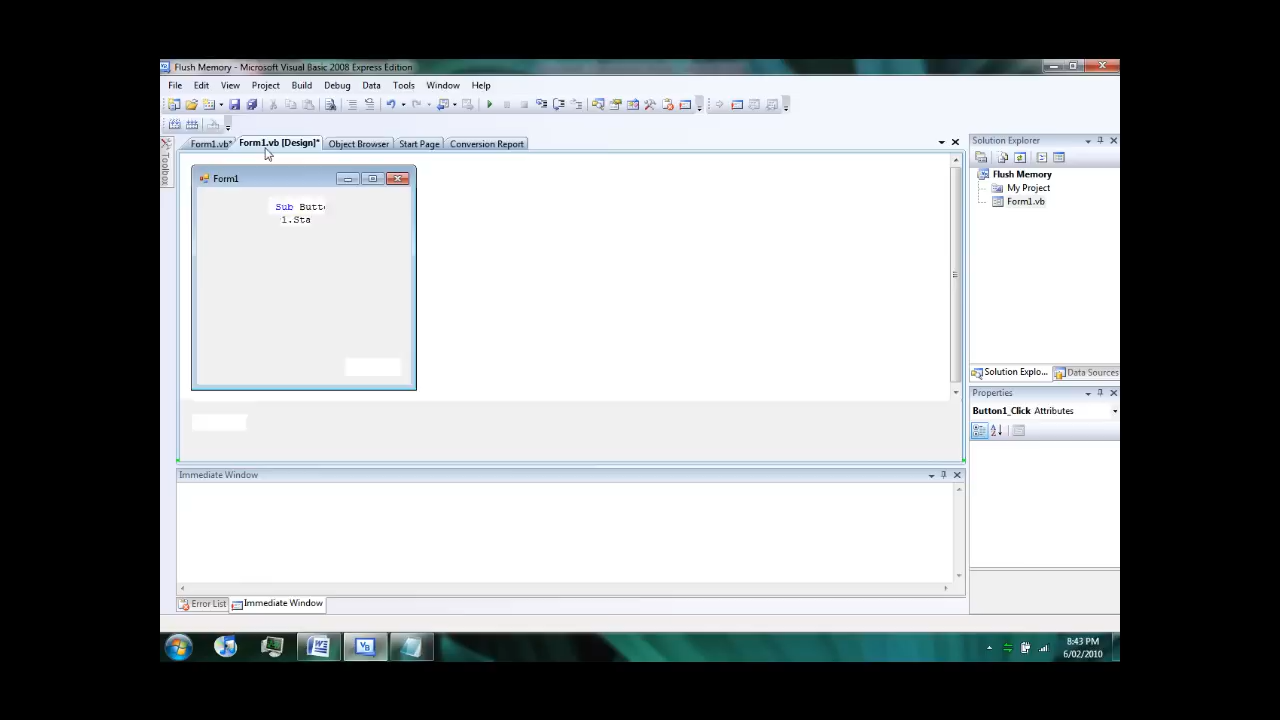 Flush Memory - Microsoft Visual Basic 2008 Express Edition
File Edit View Project Build Debug Data Tools Window Help
Form1.vb* Form1.vb [Design]* Object Browser Start Page Conversion Report
Toolbox
Form1
Sub Butto
1.Sta
Solution Explorer
Flush Memory
My Project
Form1.vb
Solution Explo... Data Sources
Properties
Button1_Click Attributes
Immediate Window
Error List Immediate Window
8:43 PM
6/02/2010